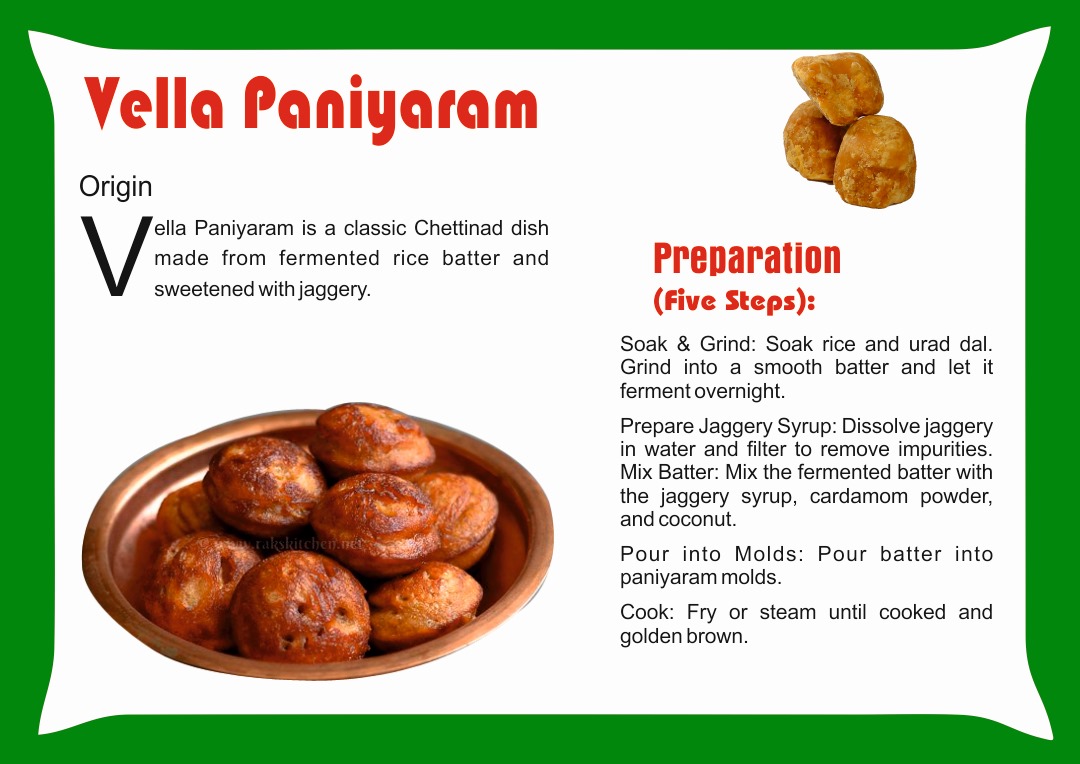 Vella Paniyaram
Origin
Vella Paniyaram is a classic Chettinad dish
made from fermented rice batter and
sweetened with jaggery.
www.rakskitchen.net
Preparation
(Five Steps):
Soak & Grind: Soak rice and urad dal.
Grind into a smooth batter and let it
ferment overnight.
Prepare Jaggery Syrup: Dissolve jaggery
in water and filter to remove impurities.
Mix Batter: Mix the fermented batter with
the jaggery syrup, cardamom powder,
and coconut.
Pour into Molds: Pour batter into
paniyaram molds.
Cook: Fry or steam until cooked and
golden brown.